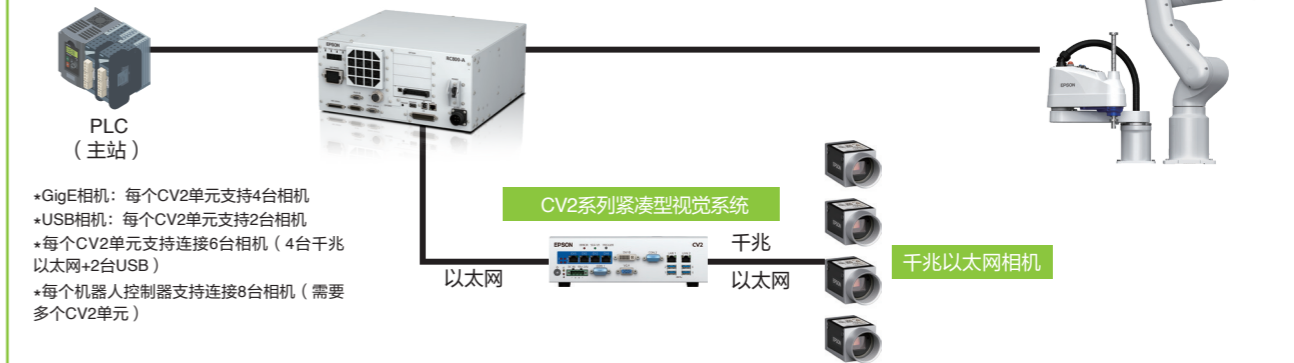 EPSON
RC800-A
EPSON
PLC
（主站）
*GigE相机：每个CV2单元支持4台相机
*USB相机：每个CV2单元支持2台相机
*每个CV2单元支持连接6台相机（4台千兆
以太网+2台USB）
*每个机器人控制器支持连接8台相机（需要
多个CV2单元）
CV2系列紧凑型视觉系统
EPSON
CV2
以太网
千兆
以太网
千兆以太网相机